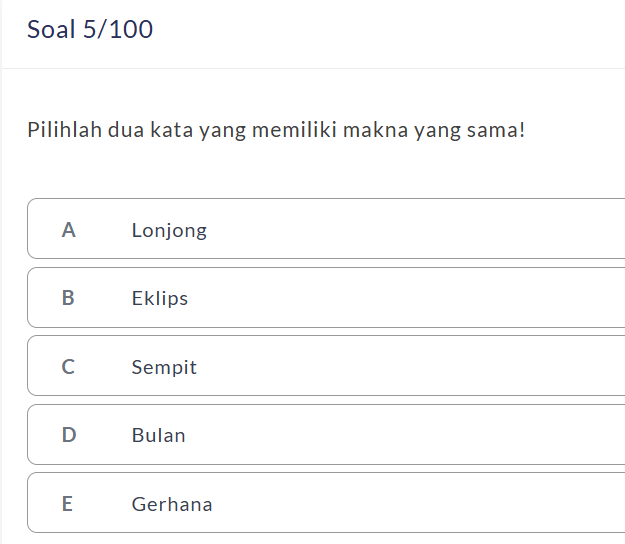 Soal 5/100
Pilihlah dua kata yang memiliki makna yang sama!
A Lonjong
B Eklips
C Sempit
D Bulan
E Gerhana